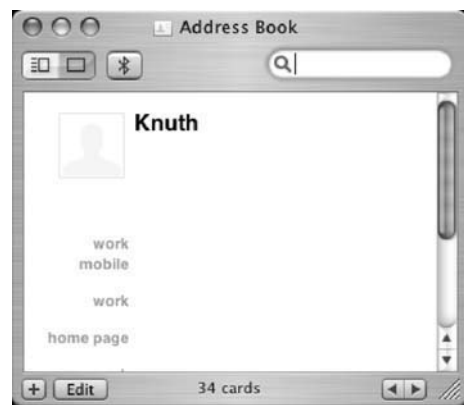 Address Book
Knuth
work
mobile
work
home page
+ Edit 34 cards